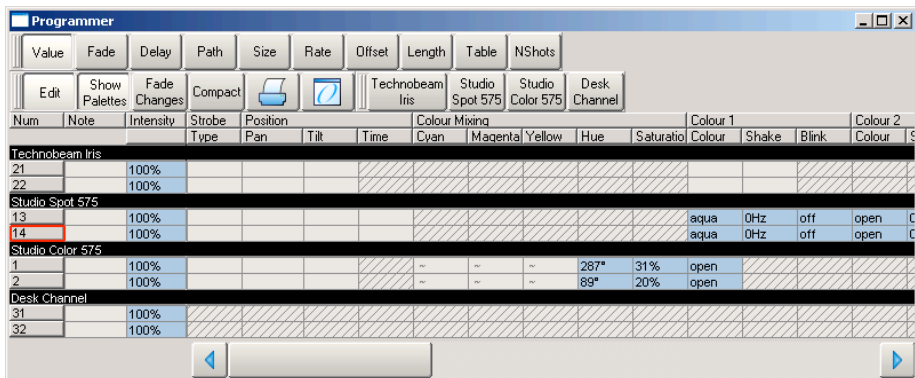 Programmer
Value Fade Delay Path Size Rate Offset Length Table NShots
Edit Show Palettes Fade Changes Compact Technobeam Iris Studio Spot 575 Studio Color 575 Desk Channel
Num Note Intensity Strobe Position Colour Mixing Colour 1 Colour 2
Type Pan Tilt Time Cyan Magenta Yellow Hue Saturatio Colour Shake Blink Colour S
Technobeam Iris
21 100%
22 100%
Studio Spot 575
13 100% aqua 0Hz off open
14 100% aqua 0Hz off open
Studio Color 575
1 100% ~ ~ ~ 287° 31% open
2 100% ~ ~ ~ 89° 20% open
Desk Channel
31 100%
32 100%